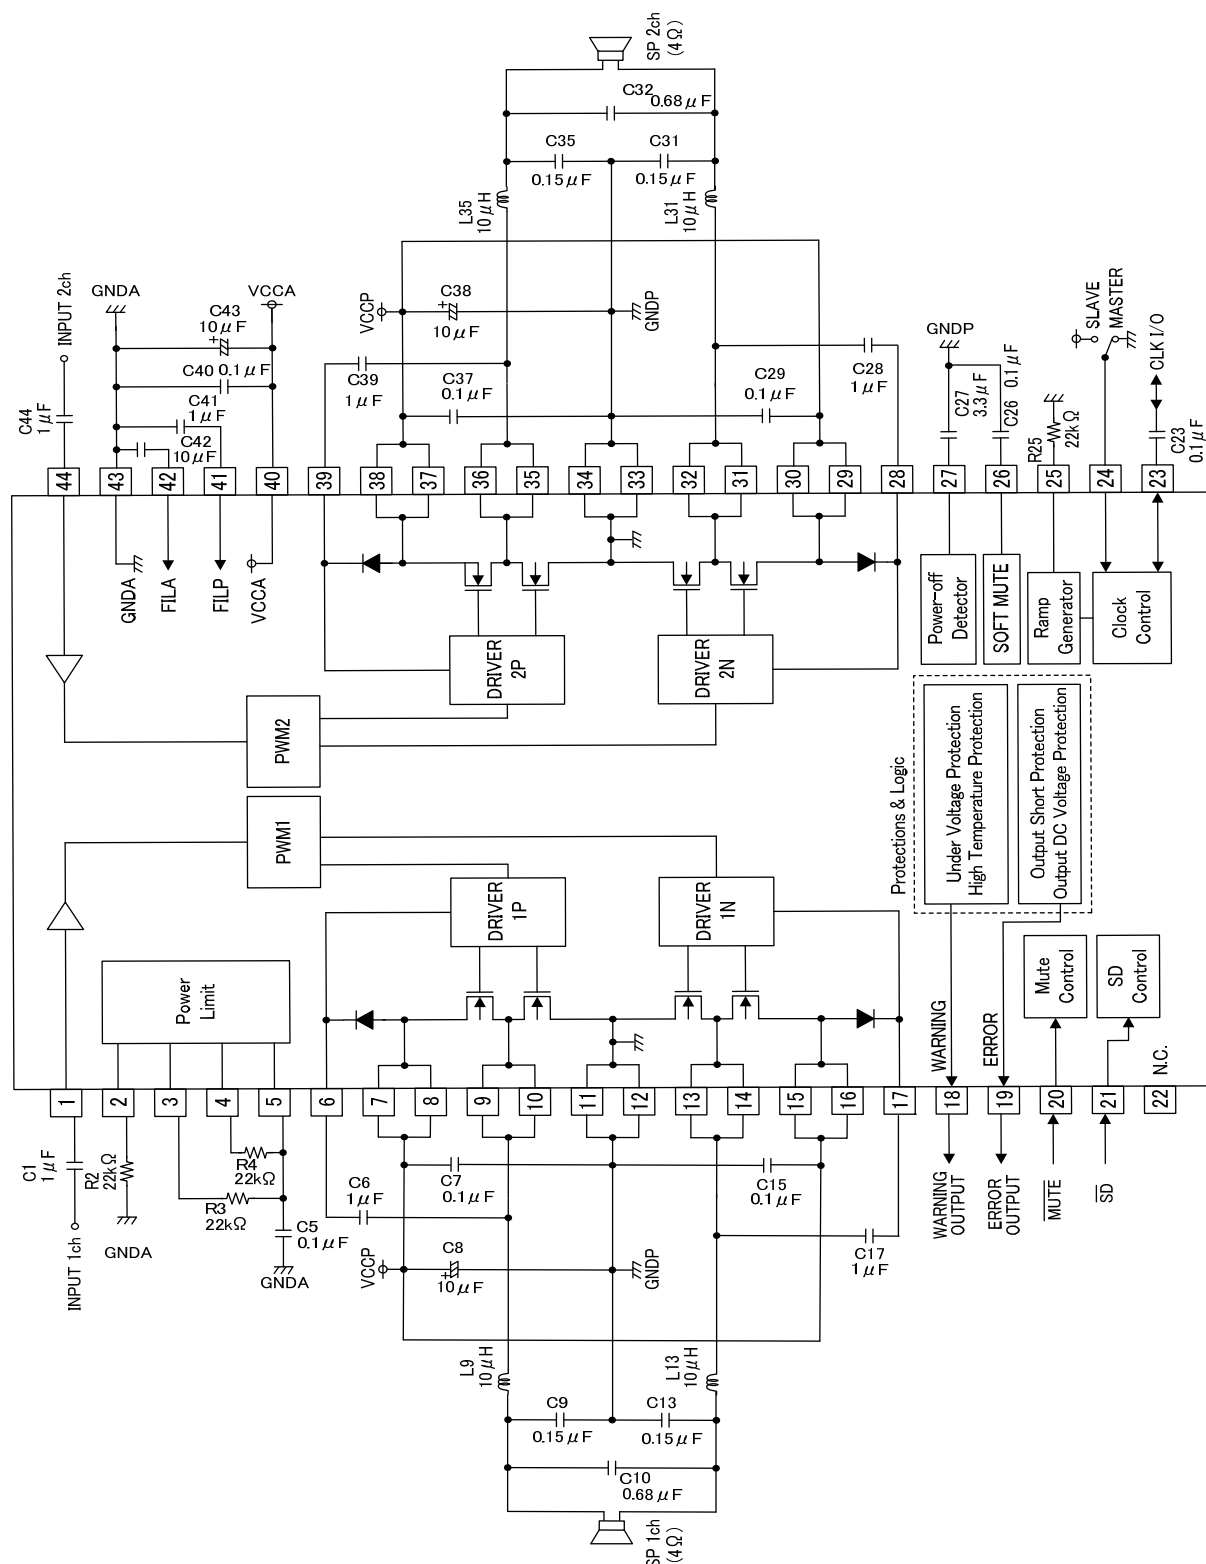 SP 2ch
(4Ω)
C32
0.68μF
C35
0.15μF
C31
0.15μF
L35
10μH
L31
10μH
INPUT 2ch
GNDA
VCCA
C43
10μF
C40 0.1μF
C41
1μF
C42
10μF
C44
1μF
VCCP
C38
10μF
GNDP
C39
1μF
C37
0.1μF
C29
0.1μF
C28
1μF
GNDP
C27
3.3μF
C26 0.1μF
R25
22kΩ
SLAVE
MASTER
CLK I/O
C23
0.1μF
44
43
42
41
40
39
38
37
36
35
34
33
32
31
30
29
28
27
26
25
24
23
GNDA
FILA
FILP
VCCA
DRIVER
2P
DRIVER
2N
Power-off
Detector
SOFT MUTE
Ramp
Generator
Clock
Control
PWM2
PWM1
Protections & Logic
Under Voltage Protection
High Temperature Protection
Output Short Protection
Output DC Voltage Protection
DRIVER
1P
DRIVER
1N
Power
Limit
Mute
Control
SD
Control
WARNING
ERROR
N.C.
1
2
3
4
5
6
7
8
9
10
11
12
13
14
15
16
17
18
19
20
21
22
C1
1μF
R2
22kΩ
R4
22kΩ
R3
22kΩ
C5
0.1μF
INPUT 1ch
GNDA
GNDA
C6
1μF
C7
0.1μF
C15
0.1μF
C17
1μF
VCCP
C8
10μF
GNDP
WARNING
OUTPUT
ERROR
OUTPUT
MUTE
SD
L9
10μH
L13
10μH
C9
0.15μF
C13
0.15μF
C10
0.68μF
SP 1ch
(4Ω)